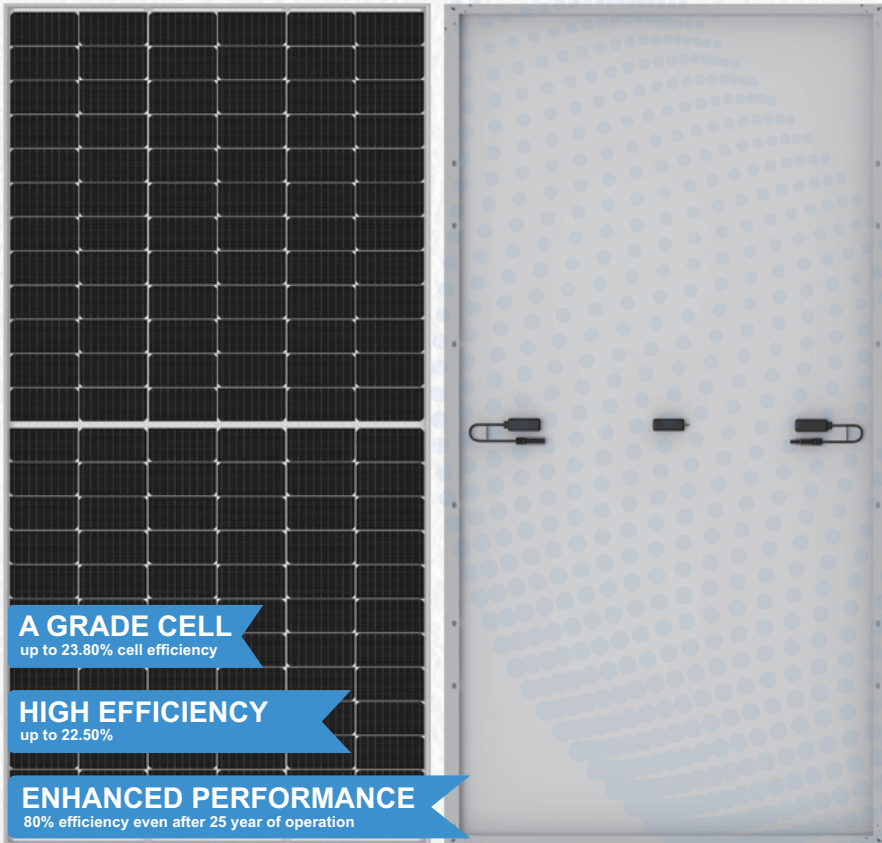 A GRADE CELL
up to 23.80% cell efficiency
HIGH EFFICIENCY
up to 22.50%
ENHANCED PERFORMANCE
80% efficiency even after 25 year of operation